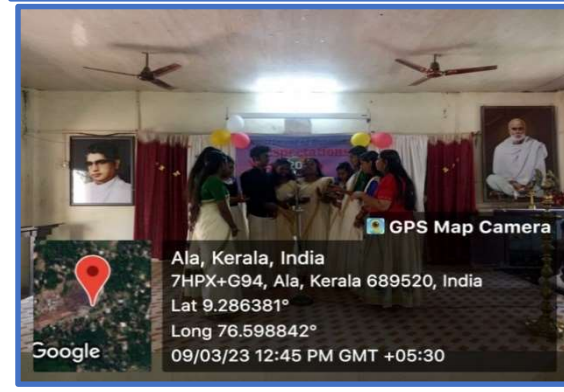 Expectations
GPS Map Camera
Ala, Kerala, India
7HPX+G94, Ala, Kerala 689520, India
Lat 9.286381°
Long 76.598842°
09/03/23 12:45 PM GMT +05:30
Google